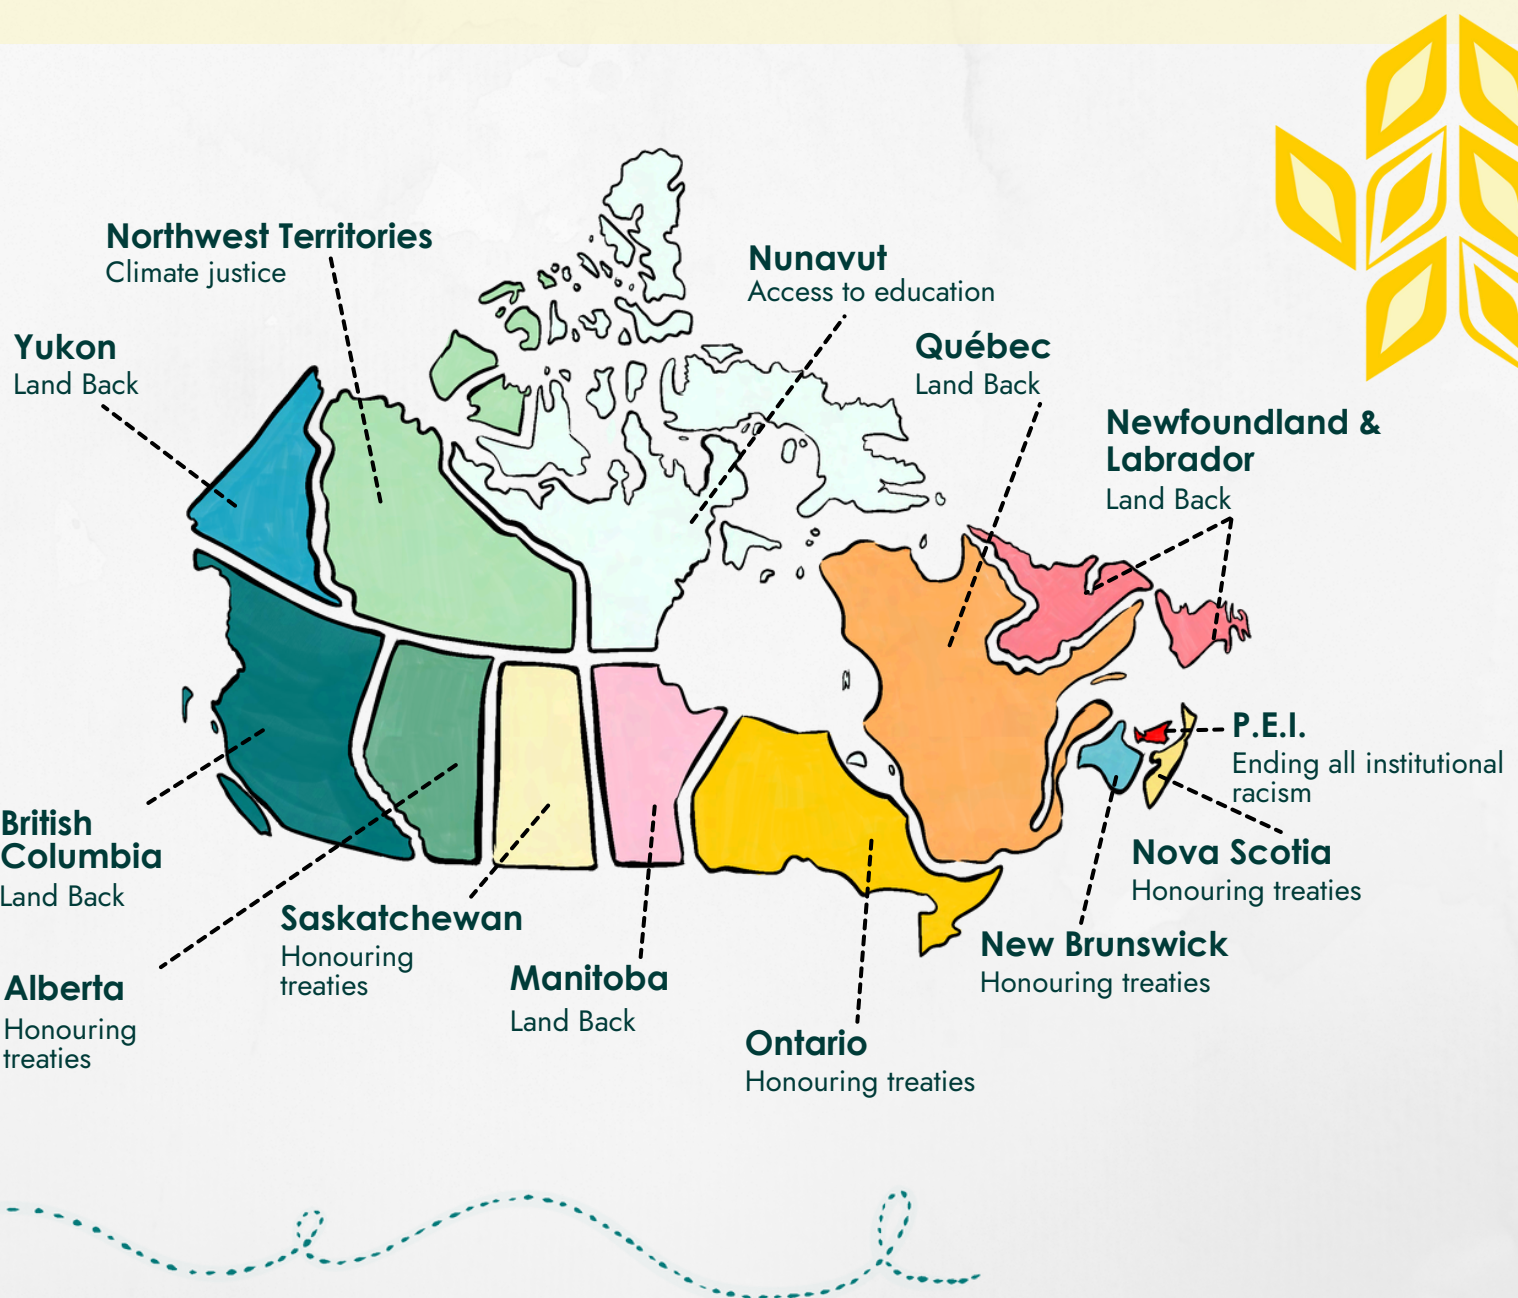 Northwest Territories
Climate justice
Nunavut
Access to education
Yukon
Land Back
Québec
Land Back
Newfoundland &
Labrador
Land Back
P.E.I.
Ending all institutional
racism
British
Columbia
Land Back
Nova Scotia
Honouring treaties
Saskatchewan
Honouring
treaties
New Brunswick
Honouring treaties
Alberta
Honouring
treaties
Manitoba
Land Back
Ontario
Honouring treaties